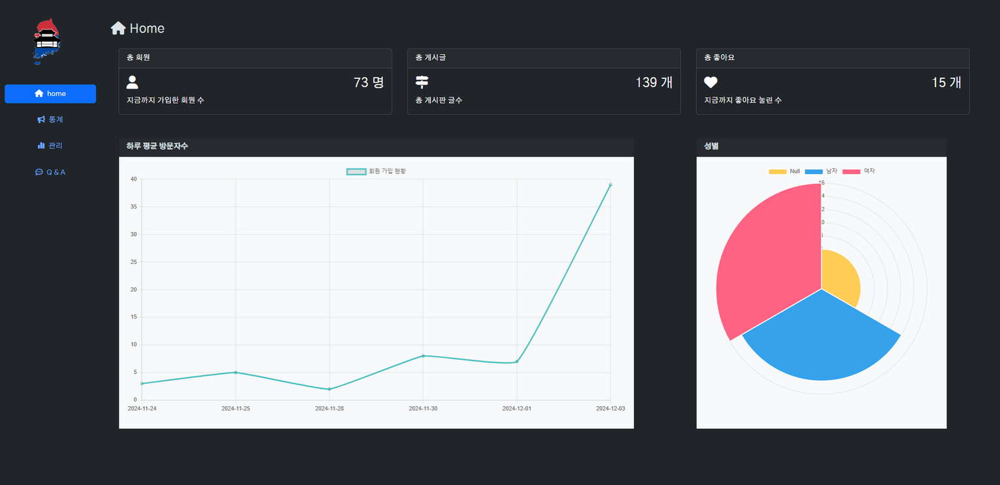 Home
home
통계
관리
Q & A
총 회원
73 명
지금까지 가입한 회원 수
총 게시글
139 개
총 게시판 글수
총 좋아요
15 개
지금까지 좋아요 눌린 수
하루 평균 방문자수
회원 가입 현황
40
35
30
25
20
15
10
5
0
2024-11-24 2024-11-25 2024-11-28 2024-11-30 2024-12-01 2024-12-03
성별
Null 남자 여자
16
4
2
0